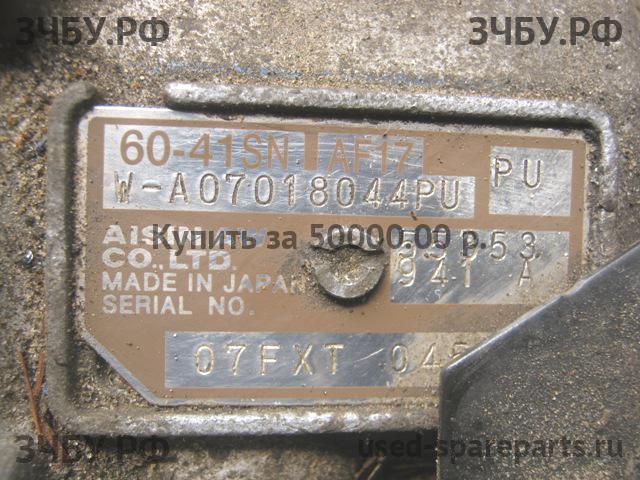 ЗЧБУ.РФ ЗЧБУ.РФ
60-41SN AF17
W-A07018044PU PU
Купить за 50000.00 р.
CO.,LTD. 941 A
MADE IN JAPAN
SERIAL NO.
07FXT
ЗЧБУ.РФ used-spareparts.ru